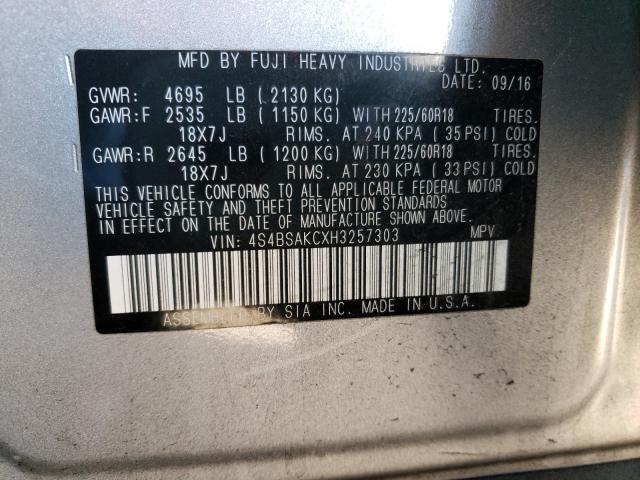 MFD BY FUJI HEAVY INDUSTRIES LTD.
DATE: 09/16
GVWR: 4695 LB ( 2130 KG)
GAWR:F 2535 LB ( 1150 KG) WITH 225/60R18 TIRES.
18X7J RIMS. AT 240 KPA ( 35 PSI) COLD
GAWR:R 2645 LB ( 1200 KG) WITH 225/60R18 TIRES.
18X7J RIMS. AT 230 KPA ( 33 PSI) COLD
THIS VEHICLE CONFORMS TO ALL APPLICABLE FEDERAL MOTOR
VEHICLE SAFETY AND THEFT PREVENTION STANDARDS
IN EFFECT ON THE DATE OF MANUFACTURE SHOWN ABOVE.
VIN: 4S4BSAKCXH3257303 MPV
ASSEMBLED BY SIA INC. MADE IN U.S.A.